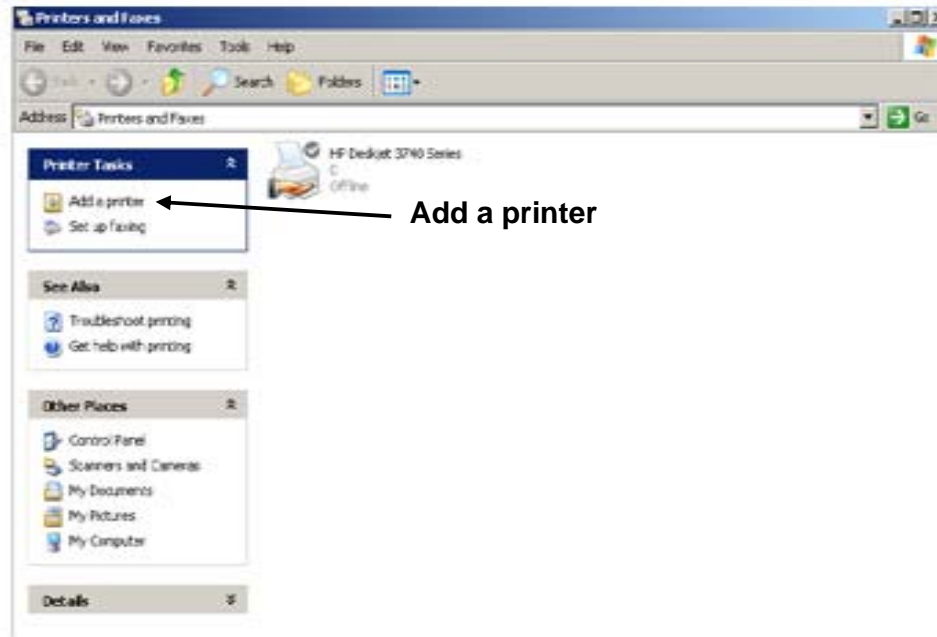 Printers and Faxes
File Edit View Favorites Tools Help
Back Search Folders
Address Printers and Faxes Go
Printer Tasks
Add a printer
Set up faxing
HP Deskjet 3740 Series
0
Offline
Add a printer
See Also
Troubleshoot printing
Get help with printing
Other Places
Control Panel
Scanners and Cameras
My Documents
My Pictures
My Computer
Details